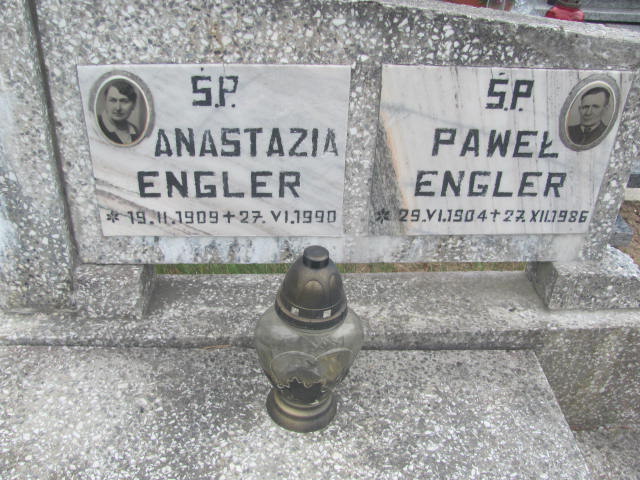 Ś.P.
ANASTAZIA
ENGLER
* 19.II.1909 + 27.VI.1990
Ś.P.
PAWEŁ
ENGLER
* 29.VI.1904 + 27.XII.1986